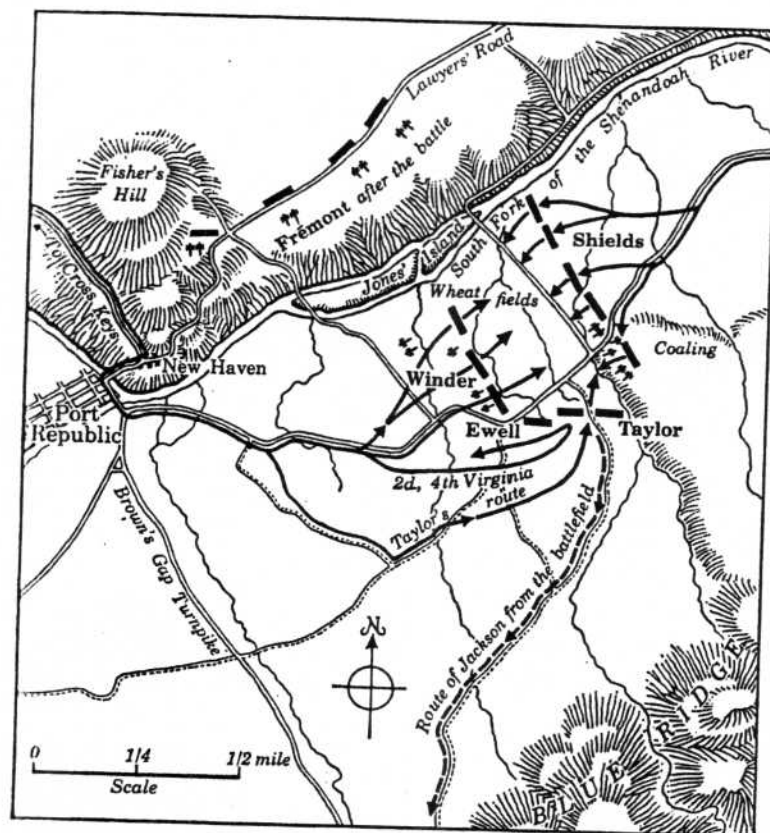 Lawyers' Road
Fisher's
Hill
Frémont after the battle
South Fork of the Shenandoah River
Shields
Jones' Island
To Cross Keys
Wheat fields
Coaling
New Haven
Winder
Port
Republic
Ewell
Taylor
2d, 4th Virginia
Taylor's route
Brown's Gap Turnpike
Route of Jackson from the battlefield
N
BLUE RIDGE
0 1/4 1/2 mile
Scale